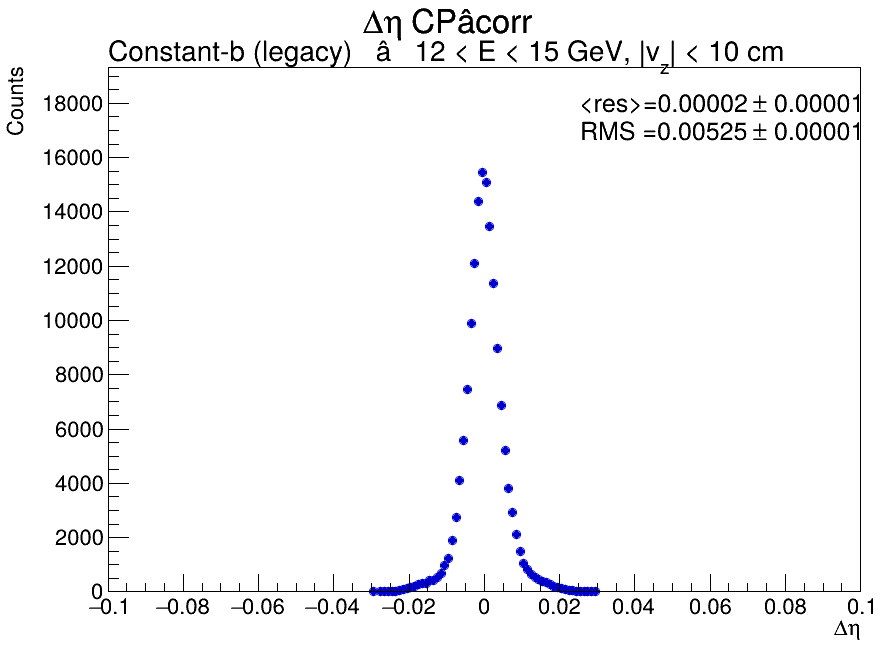 Δη CPâcorr
Constant-b (legacy) â 12 < E < 15 GeV, |v_z| < 10 cm
Counts
<res>=0.00002 ± 0.00001
RMS =0.00525 ± 0.00001
18000
16000
14000
12000
10000
8000
6000
4000
2000
0
−0.1 −0.08 −0.06 −0.04 −0.02 0 0.02 0.04 0.06 0.08 0.1
Δη